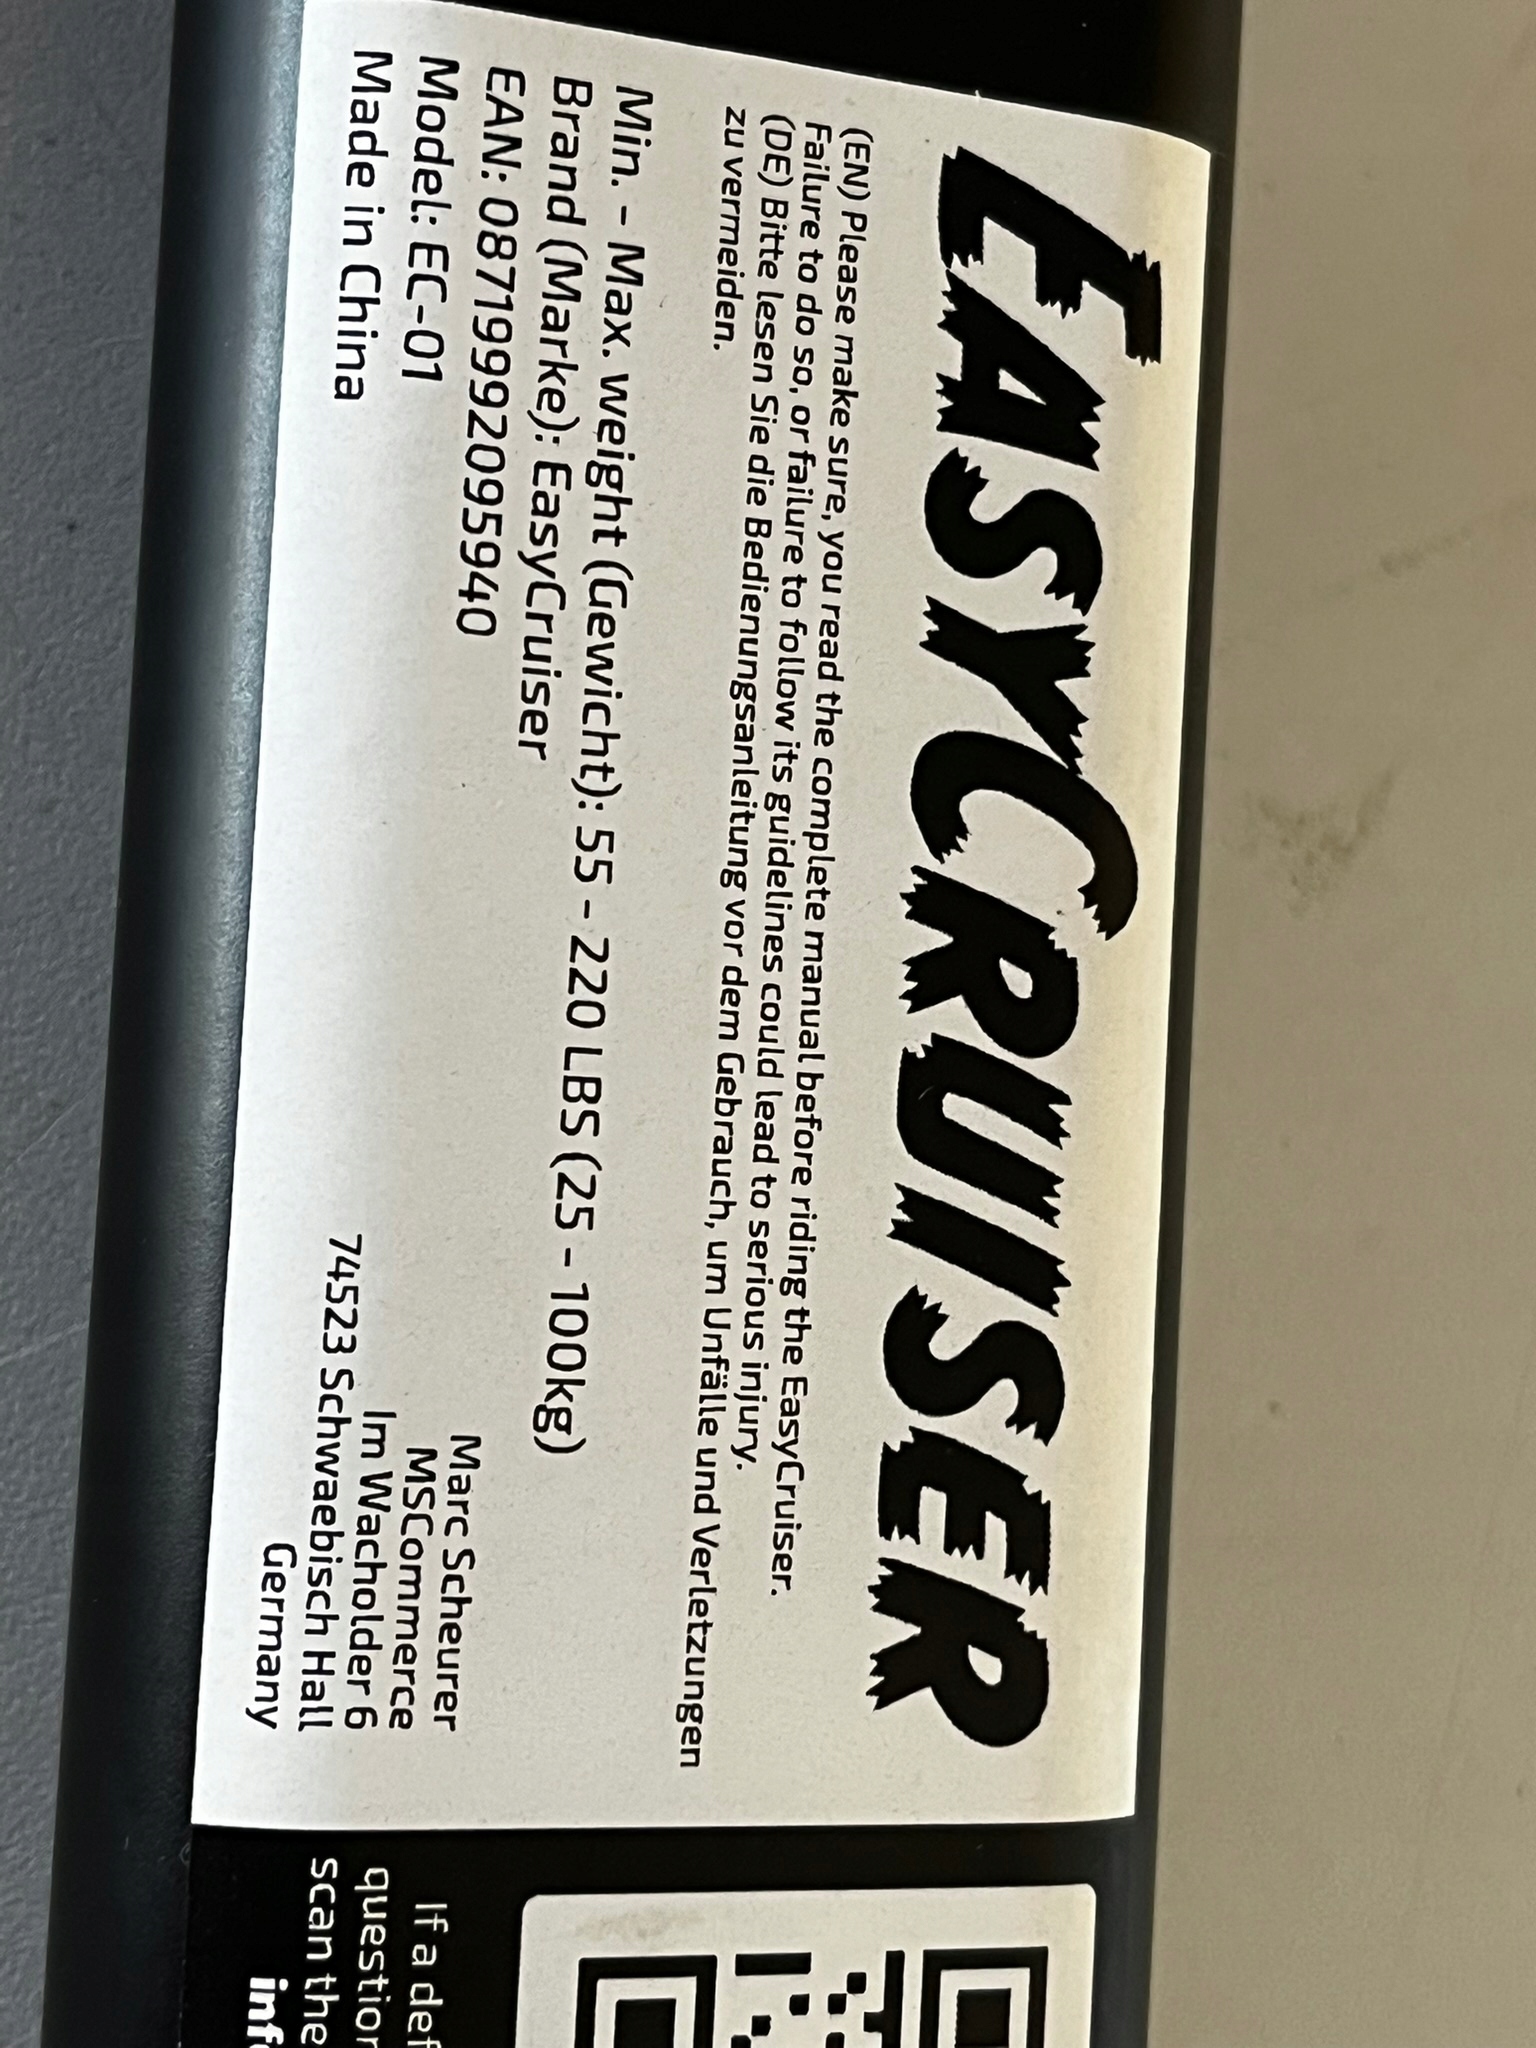 EASYCRUISER
(EN) Please make sure, you read the complete manual before riding the EasyCruiser.
Failure to do so, or failure to follow its guidelines could lead to serious injury.
(DE) Bitte lesen Sie die Bedienungsanleitung vor dem Gebrauch, um Unfälle und Verletzungen
zu vermeiden.
Min. - Max. weight (Gewicht): 55 - 220 LBS (25 - 100kg)
Brand (Marke): EasyCruiser
EAN: 08719992095940
Model: EC-01
Made in China
Marc Scheurer
MSCommerce
Im Wacholder 6
74523 Schwaebisch Hall
Germany
If a def
question
scan the
info